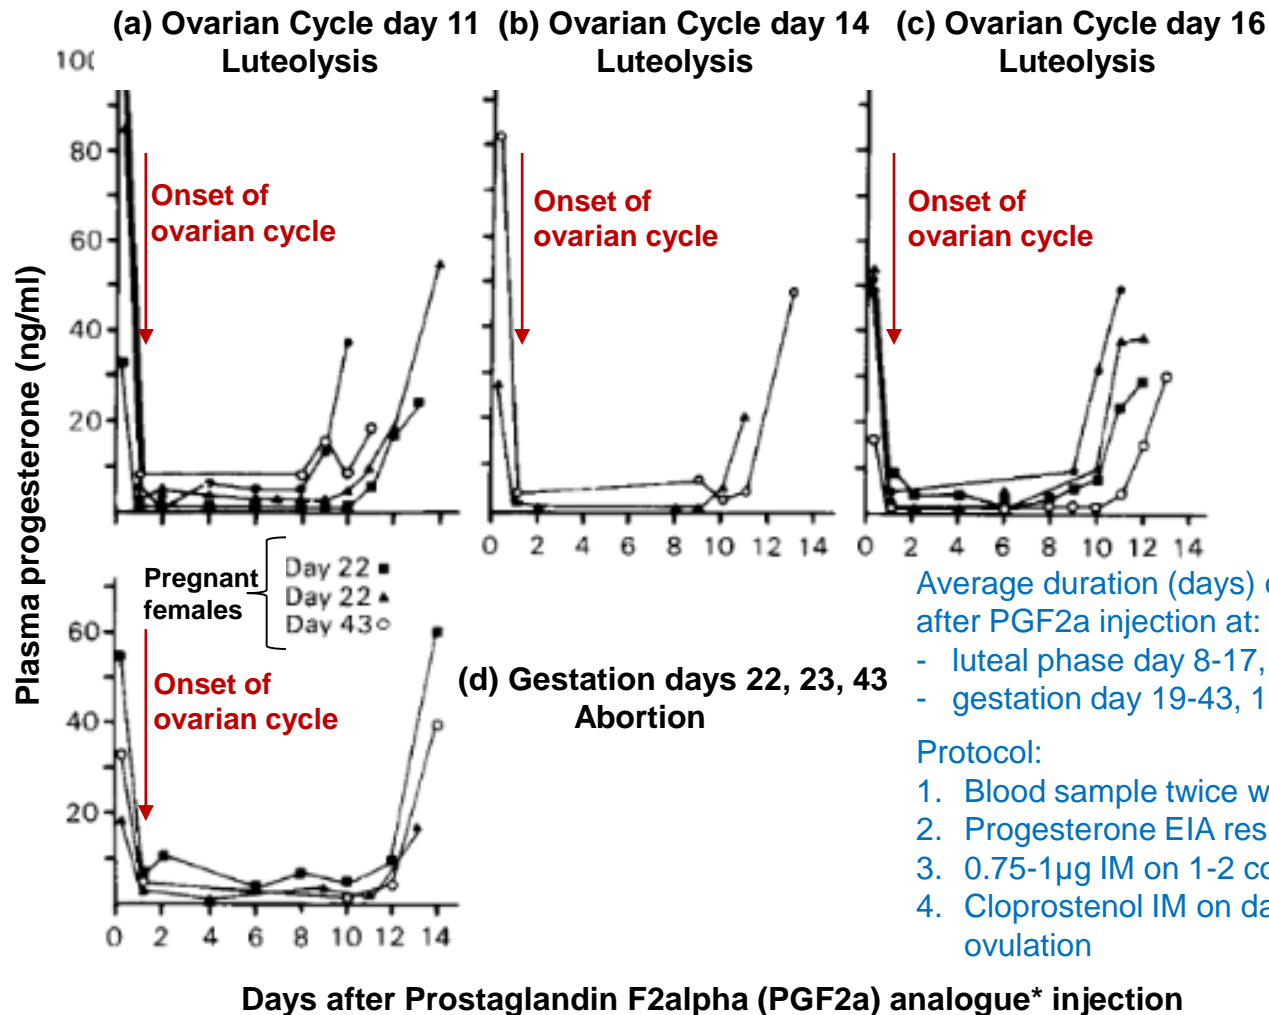 (a) Ovarian Cycle day 11
Luteolysis
(b) Ovarian Cycle day 14
Luteolysis
(c) Ovarian Cycle day 16
Luteolysis
Plasma progesterone (ng/ml)
80
60
40
20
Onset of
ovarian cycle
Onset of
ovarian cycle
Onset of
ovarian cycle
0 2 4 6 8 10 12 14
0 2 4 6 8 10 12 14
Pregnant
females
Day 22 ■
Day 22 ▲
Day 43 ○
60
40
20
Onset of
ovarian cycle
0 2 4 6 8 10 12 14
(d) Gestation days 22, 23, 43
Abortion
Average duration (days)
after PGF2a injection at:
- luteal phase day 8-17,
- gestation day 19-43,
Protocol:
1. Blood sample twice
2. Progesterone EIA
3. 0.75-1µg IM on 1-2
4. Cloprostenol IM on
ovulation
Days after Prostaglandin F2alpha (PGF2a) analogue* injection